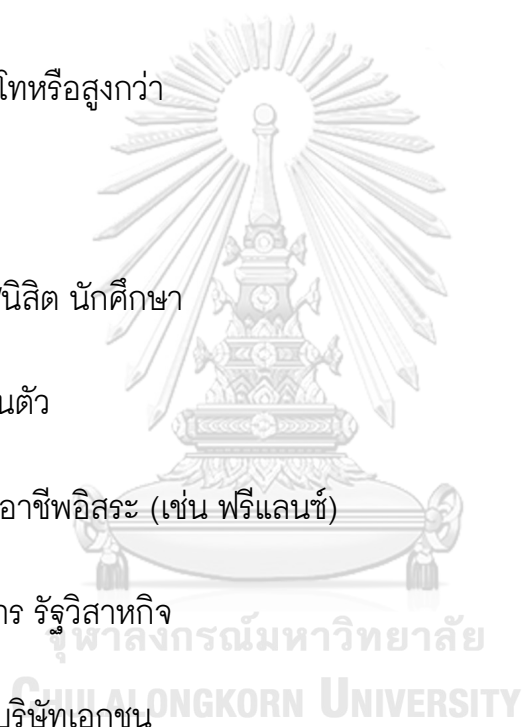 โทหรือสูงกว่า
นิสิต นักศึกษา
นตัว
อาชีพอิสระ (เช่น ฟรีแลนซ์)
าร รัฐวิสาหกิจ
จุฬาลงกรณ์มหาวิทยาลัย
บริษัทเอกชน
CHULALONGKORN UNIVERSITY